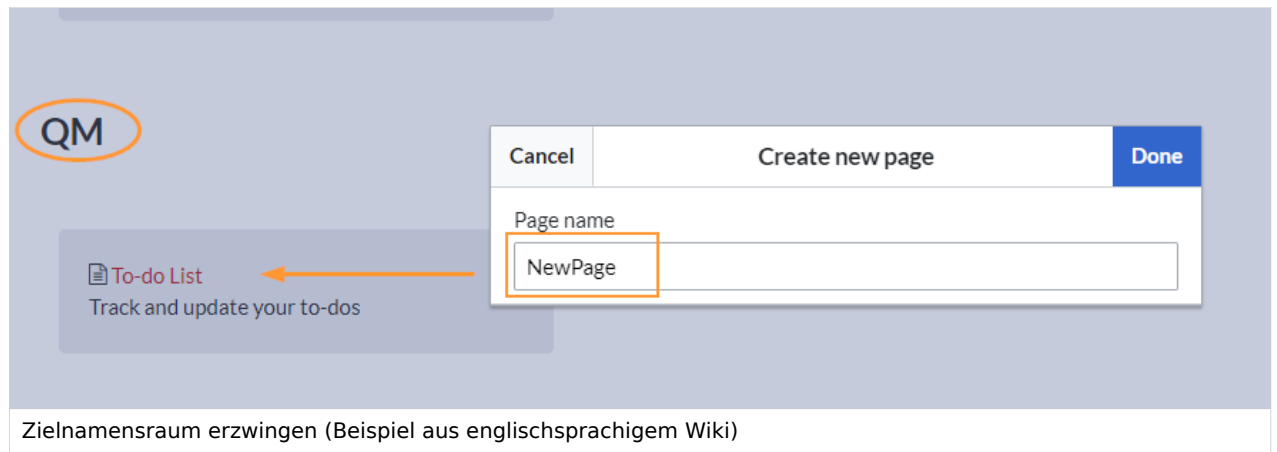 QM
Cancel Create new page Done
Page name
NewPage
To-do List
Track and update your to-dos
Zielnamensraum erzwingen (Beispiel aus englischsprachigem Wiki)